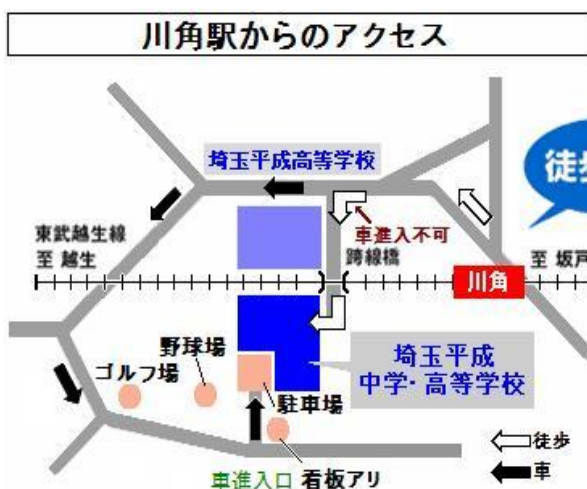 川角駅からのアクセス
埼玉平成高等学校
徒歩
車進入不可
東武越生線
至 越生
跨線橋
川角
至 坂戸
野球場
ゴルフ場
駐車場
埼玉平成
中学・高等学校
徒歩
車
車進入口 看板アリ